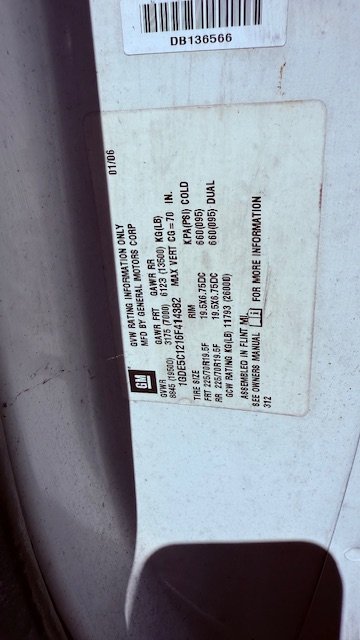 DB136566
01/06
GVW RATING INFORMATION ONLY
MFD BY GENERAL MOTORS CORP
GM
GVWR GAWR FRT GAWR RR KG(LB)
8845 (19500) 3175 (7000) 6123 (13500)
1GDE5C1216F414382 MAX VERT CG=70 IN.
TIRE SIZE RIM KPA(PSI) COLD
FRT 225/70R19.5F 19.5X6.75DC 660(095)
RR 225/70R19.5F 19.5X6.75DC 660(095) DUAL
GCW RATING KG(LB) 11793 (26000)
ASSEMBLED IN FLINT MI.
SEE OWNERS MANUAL FOR MORE INFORMATION
312